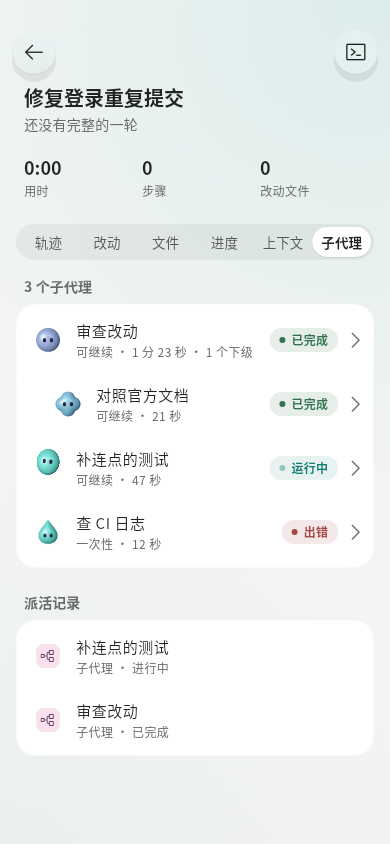 修复登录重复提交
还没有完整的一轮
0:00
用时
0
步骤
0
改动文件
轨迹 改动 文件 进度 上下文 子代理
3 个子代理
审查改动
可继续 · 1 分 23 秒 · 1 个下级
已完成
对照官方文档
可继续 · 21 秒
已完成
补连点的测试
可继续 · 47 秒
运行中
查 CI 日志
一次性 · 12 秒
出错
派活记录
补连点的测试
子代理 · 进行中
审查改动
子代理 · 已完成